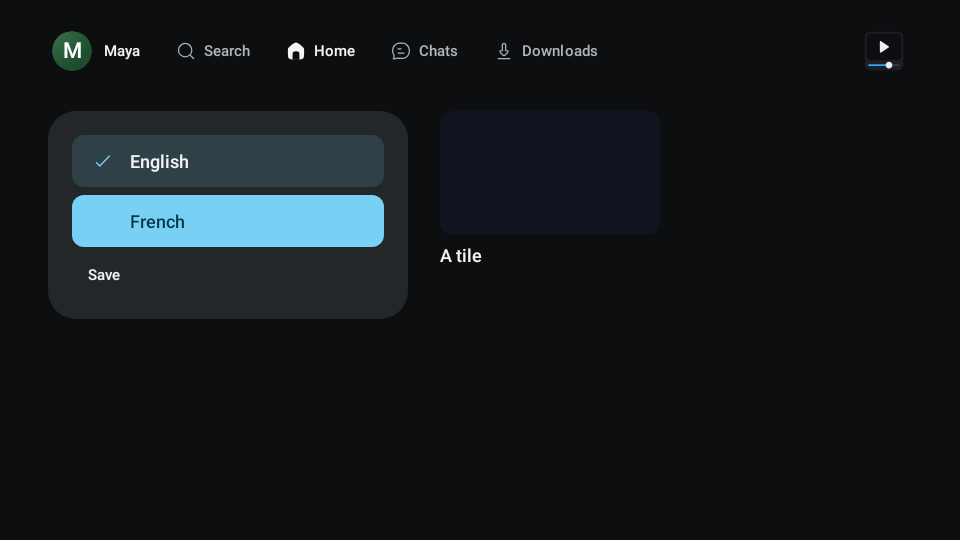 M
Maya
Search
Home
Chats
Downloads
English
French
Save
A tile